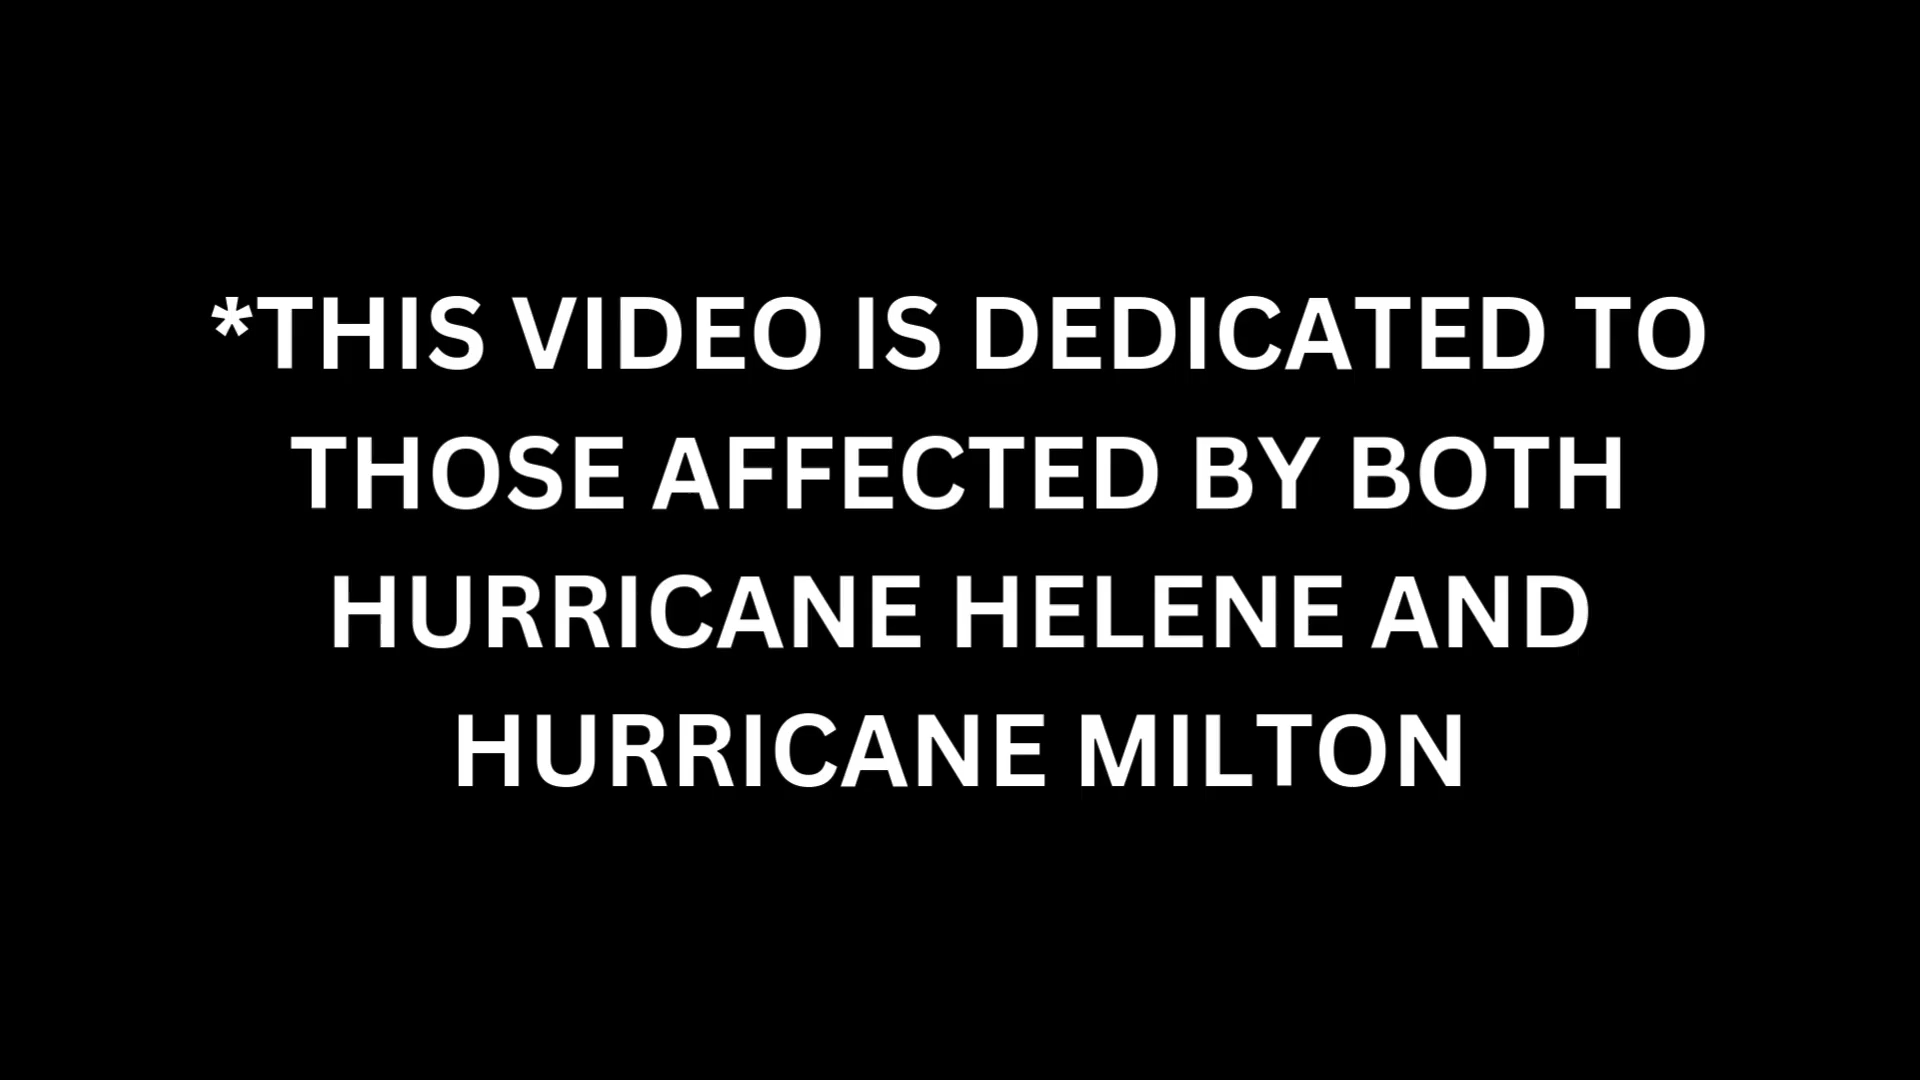 *THIS VIDEO IS DEDICATED TO
THOSE AFFECTED BY BOTH
HURRICANE HELENE AND
HURRICANE MILTON